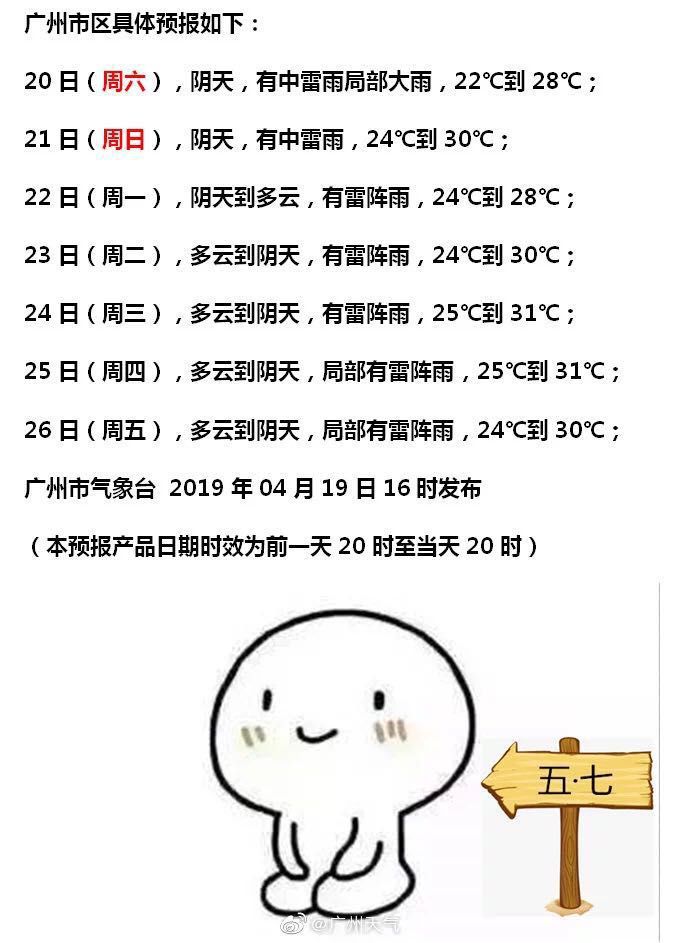 广州市区具体预报如下：
20 日（周六），阴天，有中雷雨局部大雨，22℃到 28℃；
21 日（周日），阴天，有中雷雨，24℃到 30℃；
22 日（周一），阴天到多云，有雷阵雨，24℃到 28℃；
23 日（周二），多云到阴天，有雷阵雨，24℃到 30℃；
24 日（周三），多云到阴天，有雷阵雨，25℃到 31℃；
25 日（周四），多云到阴天，局部有雷阵雨，25℃到 31℃；
26 日（周五），多云到阴天，局部有雷阵雨，24℃到 30℃；
广州市气象台 2019 年 04 月 19 日 16 时发布
（本预报产品日期时效为前一天 20 时至当天 20 时）
五·七
@广州天气